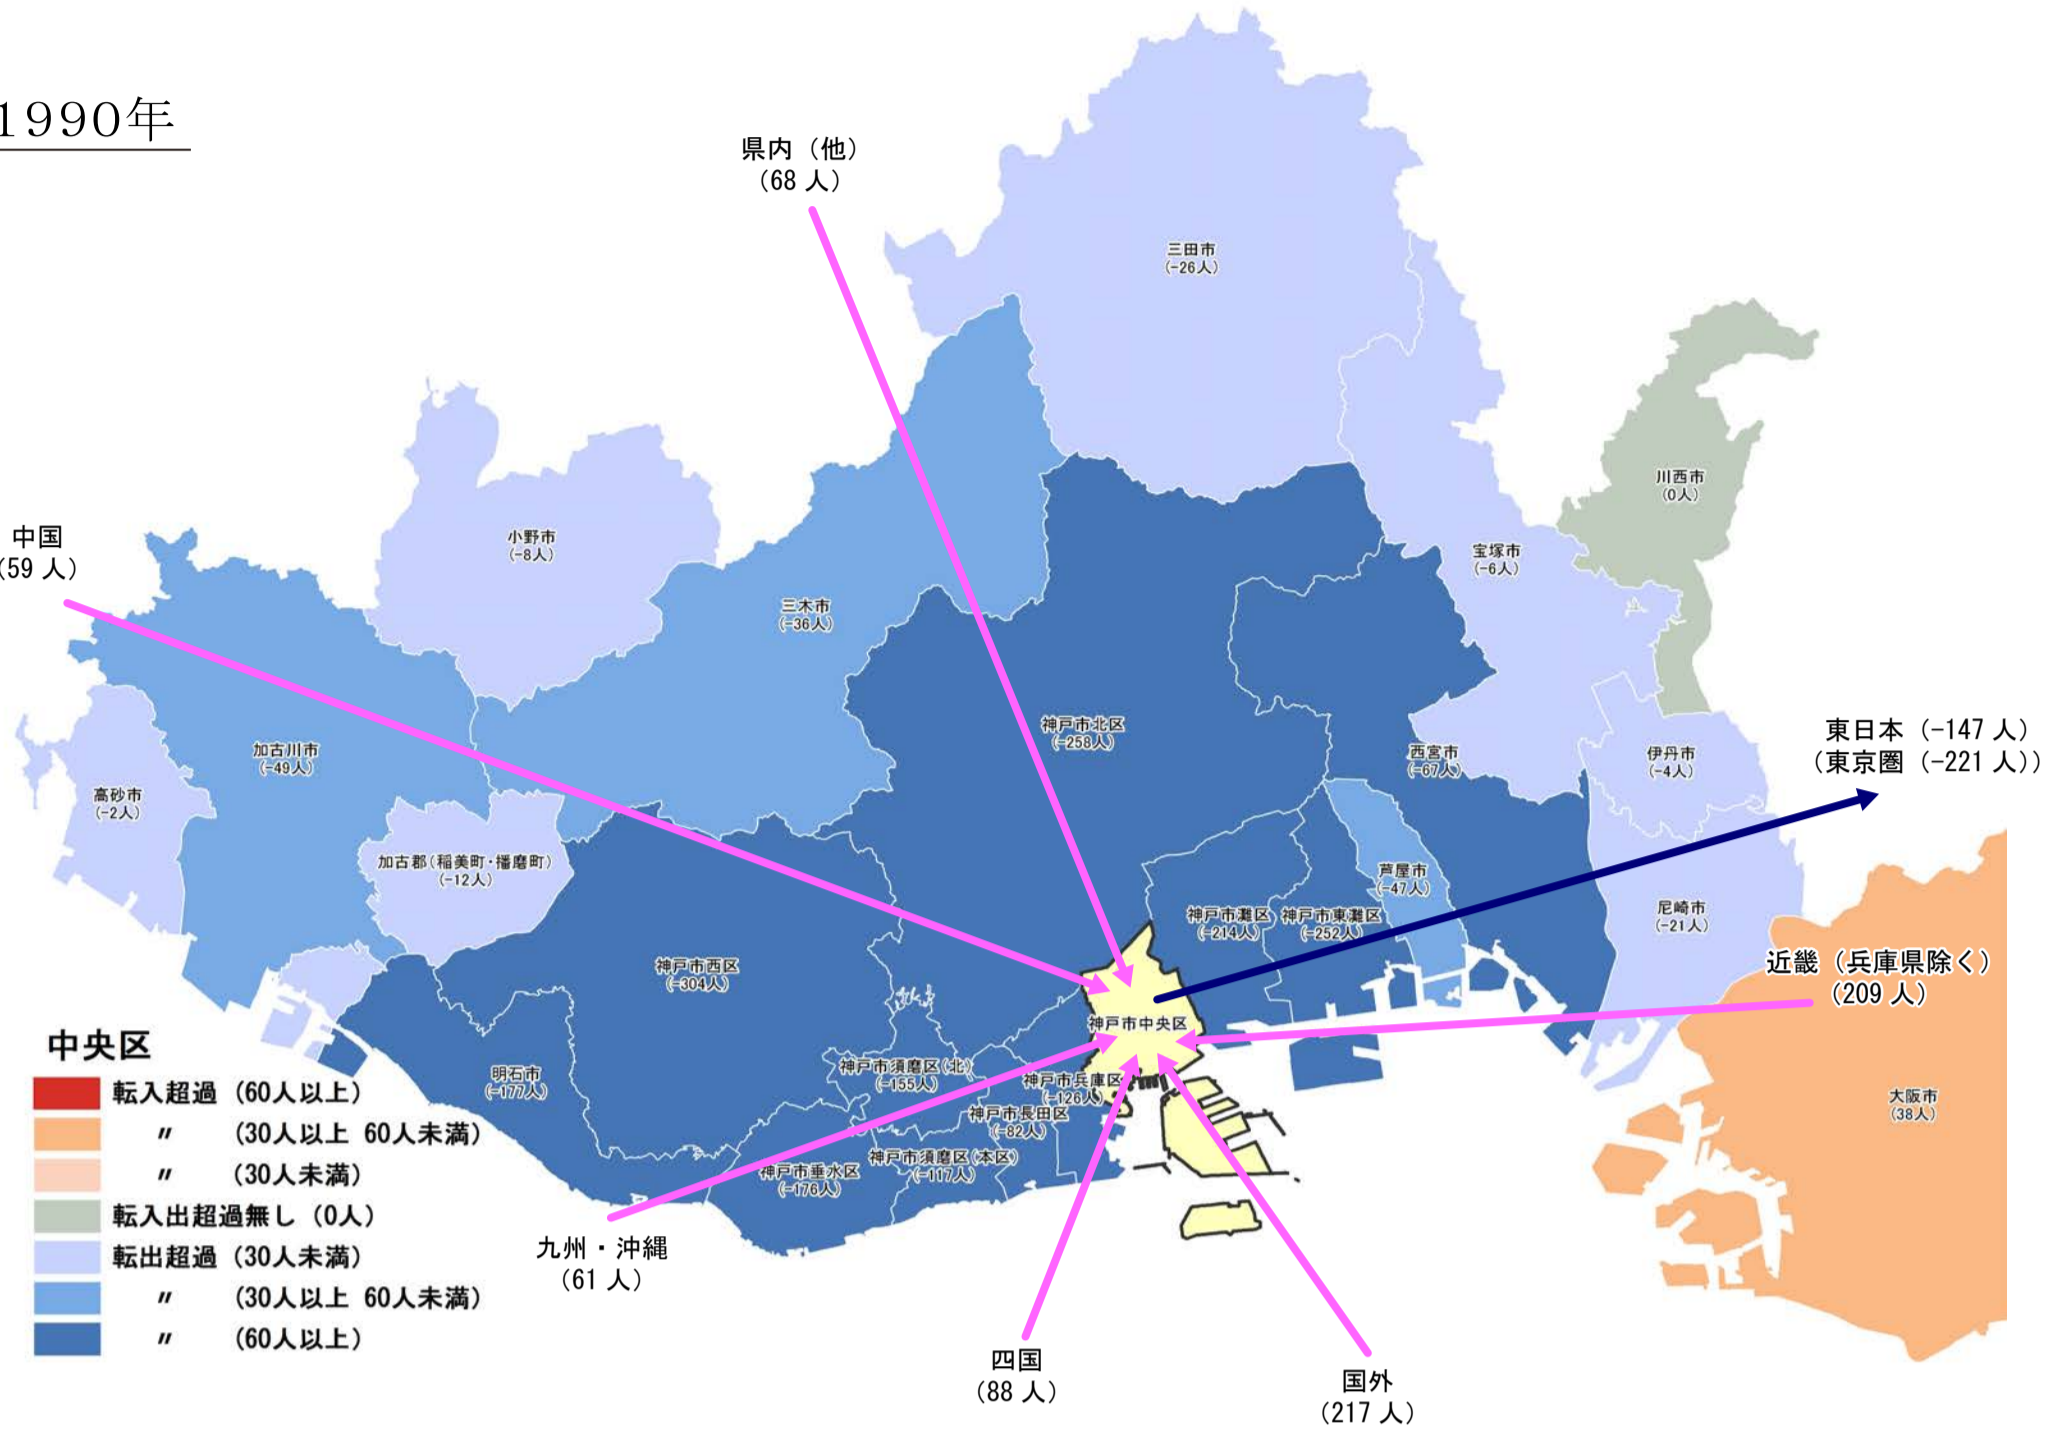 1990年
県内（他）
（68 人）
三田市
（-26人）
川西市
（0人）
小野市
（-8人）
中国
（59 人）
宝塚市
（-6人）
三木市
（-36人）
神戸市北区
（-258人）
東日本（-147 人）
（東京圏（-221 人））
西宮市
（-67人）
伊丹市
（-4人）
加古川市
（-49人）
高砂市
（-2人）
加古郡（稲美町・播磨町）
（-12人）
芦屋市
（-47人）
神戸市灘区
（-214人）
神戸市東灘区
（-252人）
尼崎市
（-21人）
近畿（兵庫県除く）
（209 人）
神戸市西区
（-304人）
神戸市中央区
神戸市須磨区（北）
（-155人）
明石市
（-177人）
神戸市兵庫区
（-126人）
大阪市
（38人）
神戸市長田区
（-82人）
神戸市須磨区（本区）
（-117人）
神戸市垂水区
（-176人）
九州・沖縄
（61 人）
四国
（88 人）
国外
（217 人）
中央区
転入超過（60人以上）
〃 （30人以上 60人未満）
〃 （30人未満）
転入出超過無し（0人）
転出超過（30人未満）
〃 （30人以上 60人未満）
〃 （60人以上）